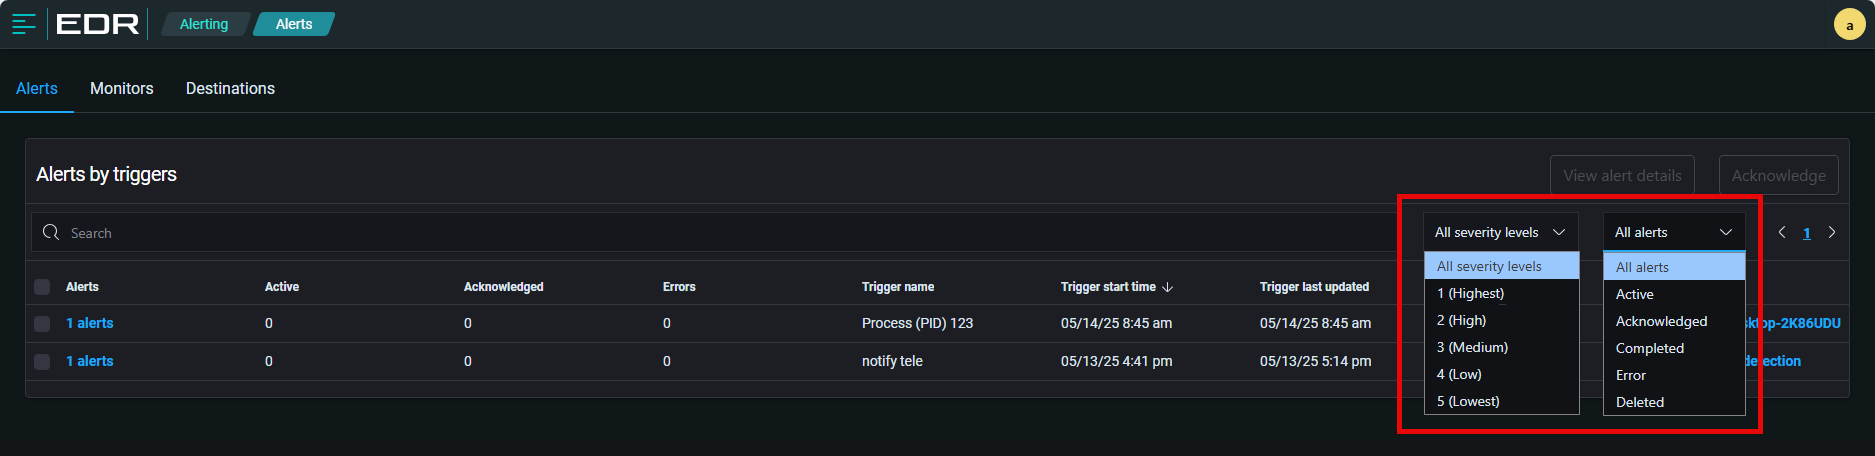 EDR Alerting Alerts a
Alerts Monitors Destinations
Alerts by triggers View alert details Acknowledge
Search All severity levels All alerts 1
Alerts Active Acknowledged Errors Trigger name Trigger start time Trigger last updated
1 alerts 0 0 0 Process (PID) 123 05/14/25 8:45 am 05/14/25 8:45 am sktop-2K86UDU
1 alerts 0 0 0 notify tele 05/13/25 4:41 pm 05/13/25 5:14 pm detection
All severity levels
1 (Highest)
2 (High)
3 (Medium)
4 (Low)
5 (Lowest)
All alerts
Active
Acknowledged
Completed
Error
Deleted